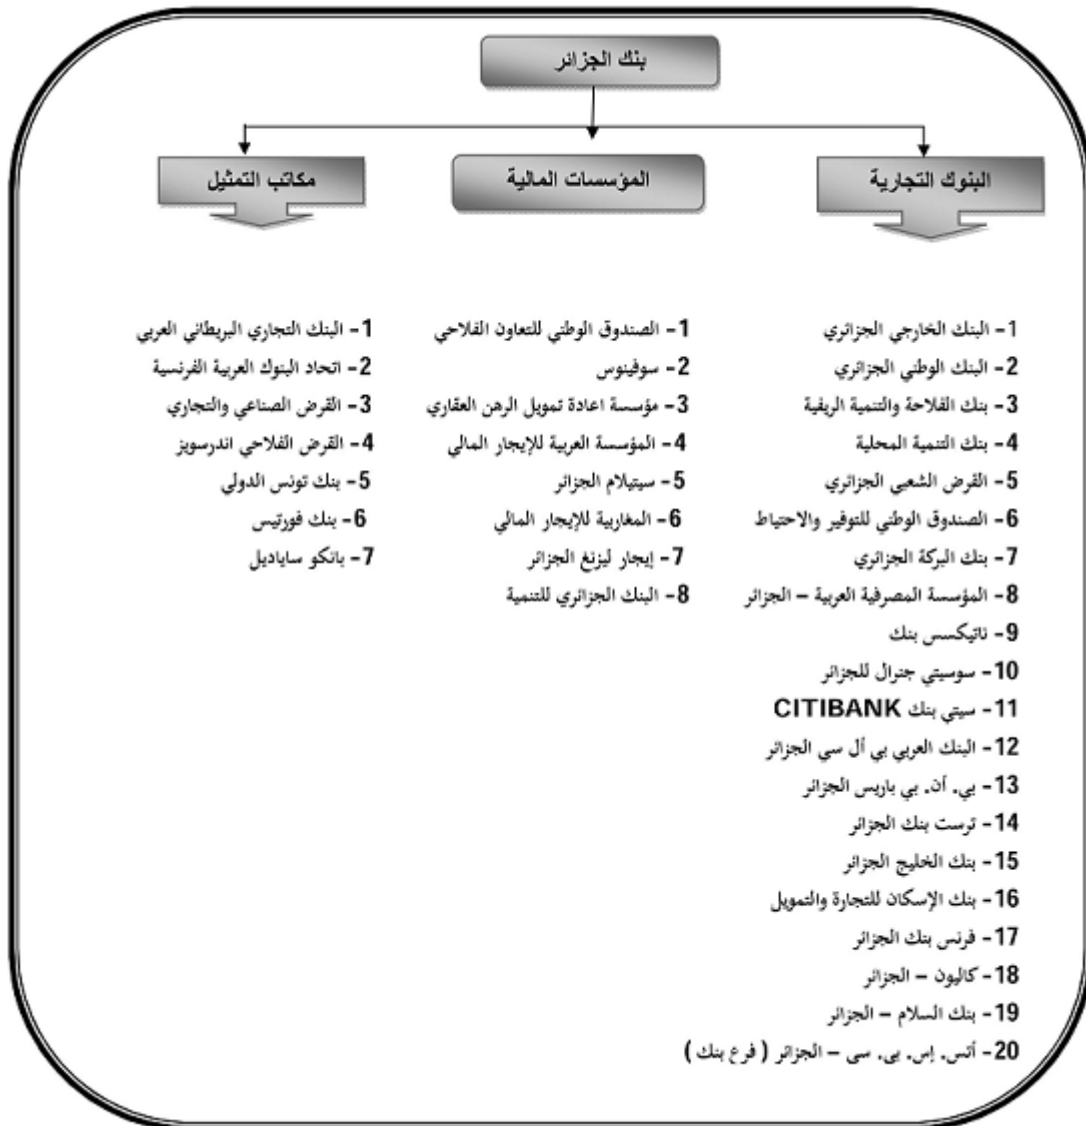 بنك الجزائر
البنوك التجارية
المؤسسات المالية
مكاتب التمثيل
1- البنك الخارجي الجزائري
2- البنك الوطني الجزائري
3- بنك الفلاحة والتنمية الريفية
4- بنك التنمية المحلية
5- القرض الشعبي الجزائري
6- الصندوق الوطني للتوفير والاحتياط
7- بنك البركة الجزائري
8- المؤسسة المصرفية العربية – الجزائر
9- ناتيكسس بنك
10- سوسيتي جنرال للجزائر
11- سيتي بنك CITIBANK
12- البنك العربي بي أل سي الجزائر
13- بي. أن. بي باريس الجزائر
14- ترست بنك الجزائر
15- بنك الخليج الجزائر
16- بنك الإسكان للتجارة والتمويل
17- فرنس بنك الجزائر
18- كاليون – الجزائر
19- بنك السلام – الجزائر
20- أتس. إس. بي. سي – الجزائر ( فرع بنك )
1- الصندوق الوطني للتعاون الفلاحي
2- سوفينوس
3- مؤسسة اعادة تمويل الرهن العقاري
4- المؤسسة العربية للإيجار المالي
5- سيتيلام الجزائر
6- المغاربية للإيجار المالي
7- إيجار ليزنغ الجزائر
8- البنك الجزائري للتنمية
1- البنك التجاري البريطاني العربي
2- اتحاد البنوك العربية الفرنسية
3- القرض الصناعي والتجاري
4- القرض الفلاحي اندرسويز
5- بنك تونس الدولي
6- بنك فورتيس
7- بانكو ساياديل